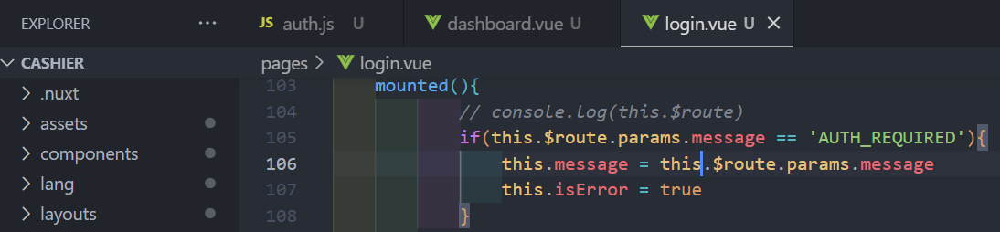 EXPLORER ···
JS auth.js U
dashboard.vue U
login.vue U
CASHIER
.nuxt
assets
components
lang
layouts
pages > login.vue
103 mounted(){
104 // console.log(this.$route)
105 if(this.$route.params.message == 'AUTH_REQUIRED'){
106 this.message = this.$route.params.message
107 this.isError = true
108 }